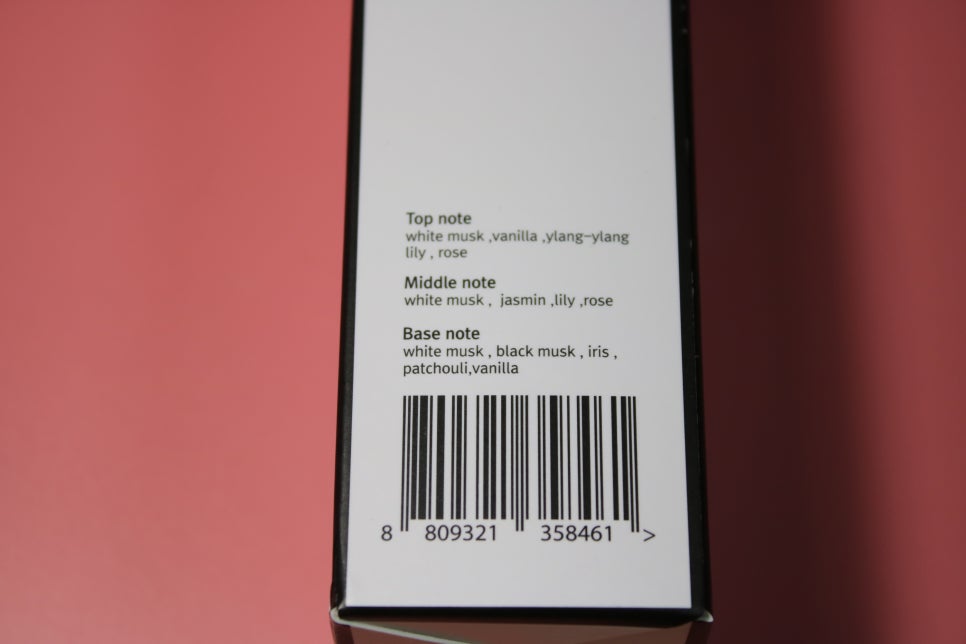 Top note
white musk ,vanilla ,ylang-ylang
lily , rose
Middle note
white musk , jasmin ,lily ,rose
Base note
white musk , black musk , iris ,
patchouli,vanilla
8 809321 358461 >